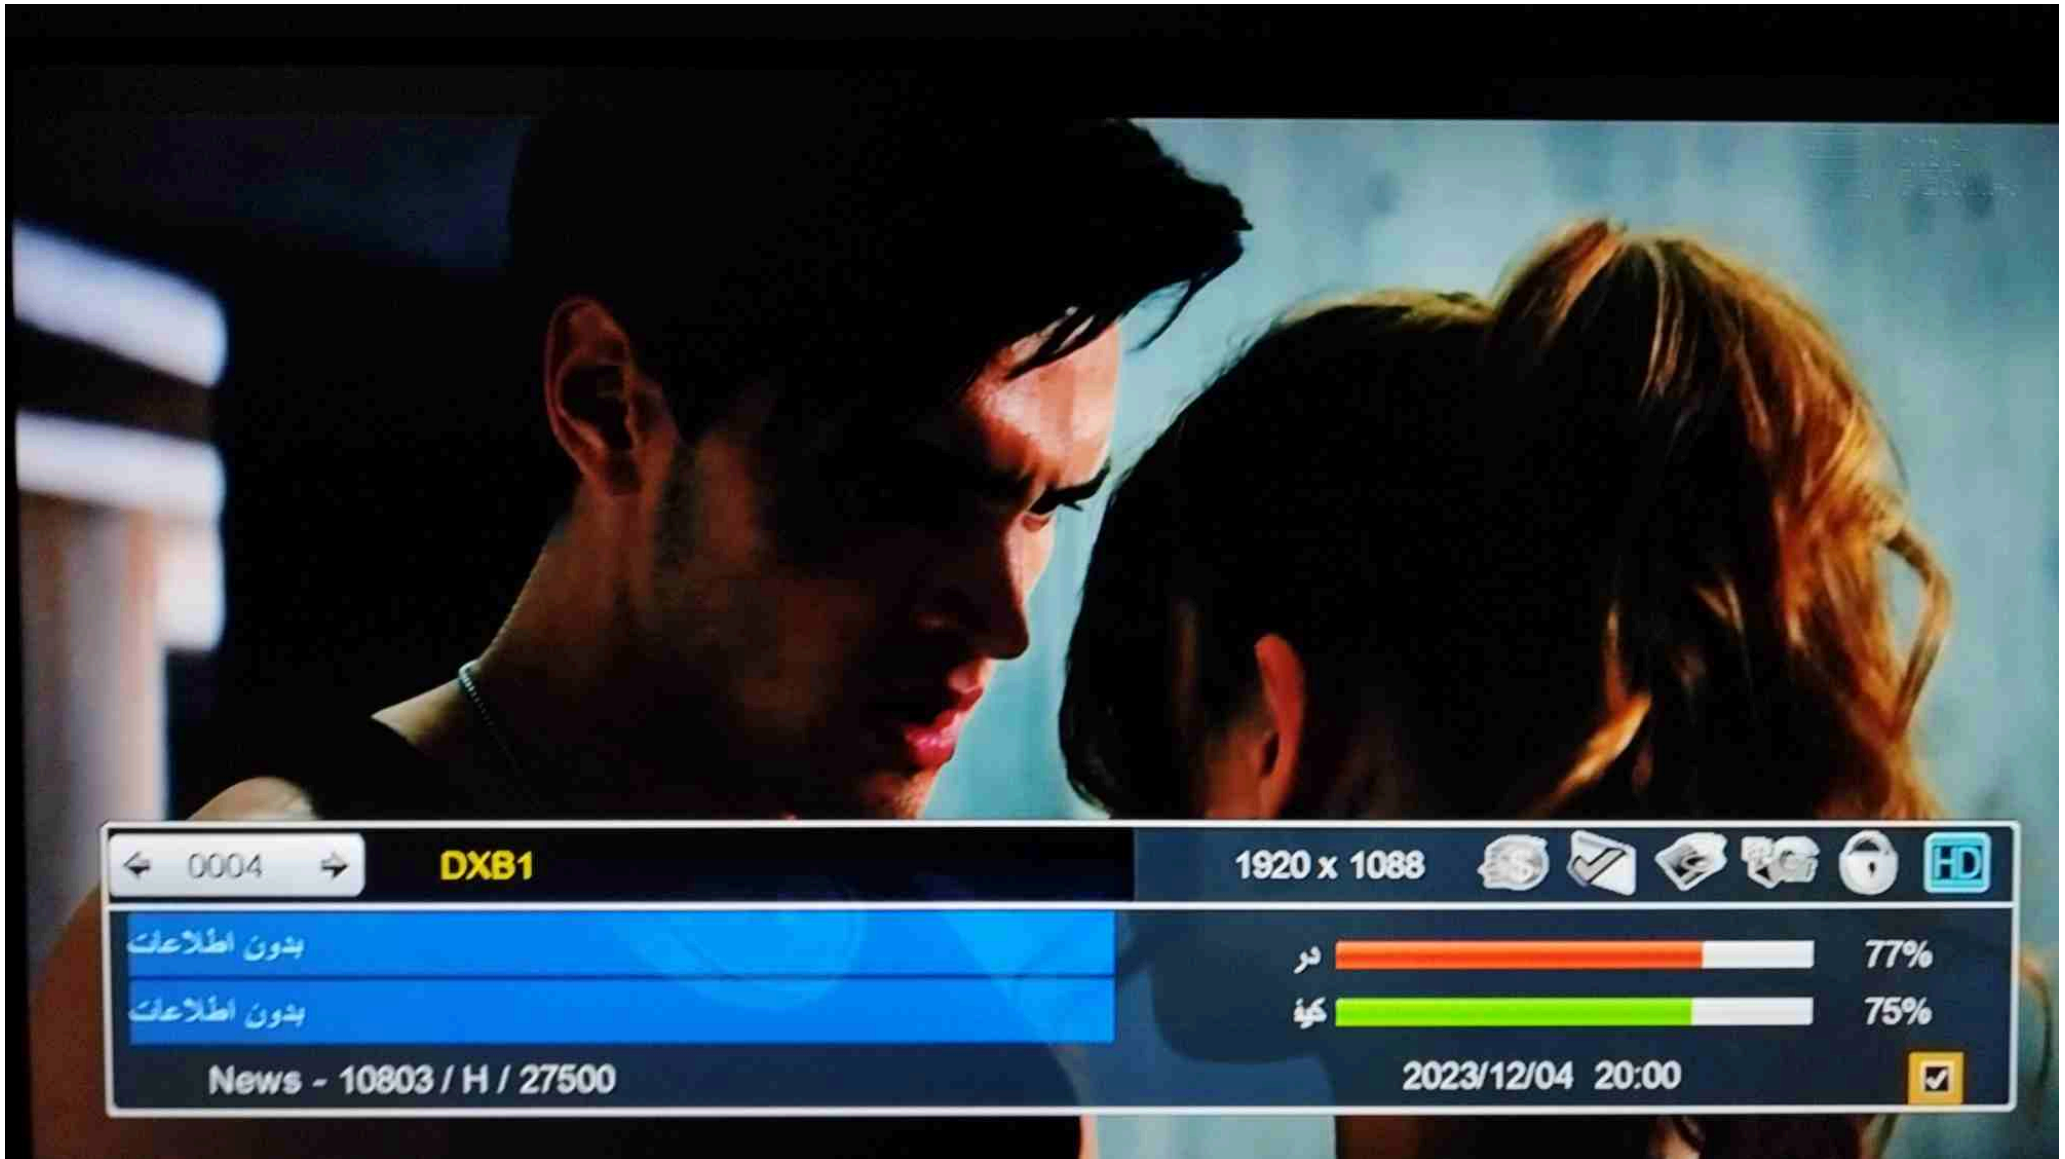 0004
DXB1
1920 x 1088
HD
بدون اطلاعات
در
77%
بدون اطلاعات
كيف
75%
News - 10803 / H / 27500
2023/12/04 20:00